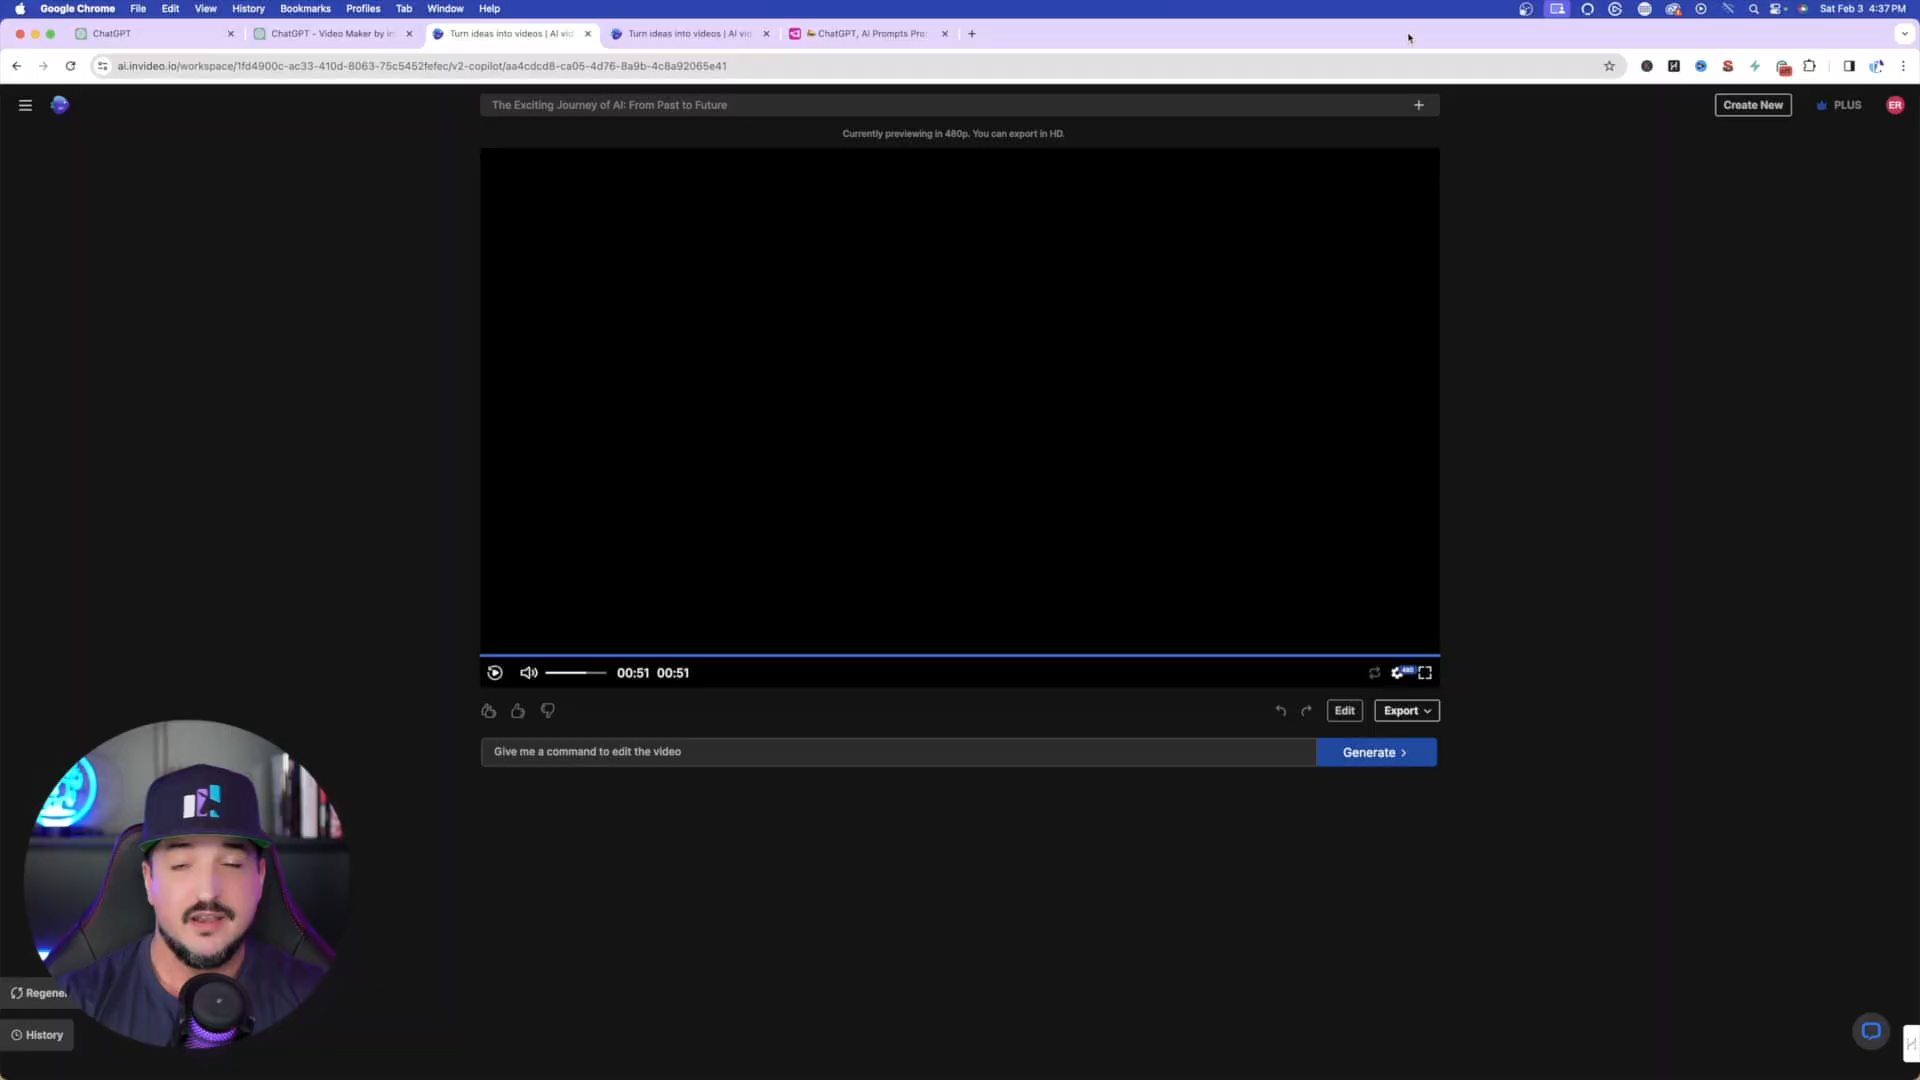 Google Chrome File Edit View History Bookmarks Profiles Tab Window Help
Sat Feb 3 4:37 PM
ChatGPT
ChatGPT - Video Maker by in
Turn ideas into videos | AI vid
Turn ideas into videos | AI vid
ChatGPT, AI Prompts Pro
ai.invideo.io/workspace/1fd4900c-ac33-410d-8063-75c5452fefec/v2-copilot/aa4cdcd8-ca05-4d76-8a9b-4c8a92065e41
The Exciting Journey of AI: From Past to Future
Create New
PLUS
ER
Currently previewing in 480p. You can export in HD.
00:51 00:51
480
Edit
Export
Give me a command to edit the video
Generate
Regene
History